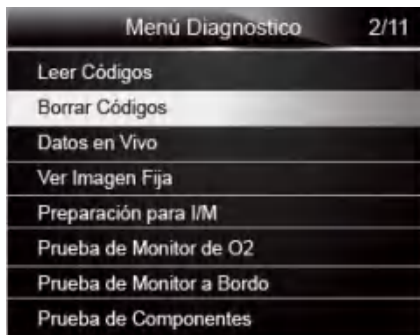 Menú Diagnostico 2/11
Leer Códigos
Borrar Códigos
Datos en Vivo
Ver Imagen Fija
Preparación para I/M
Prueba de Monitor de O2
Prueba de Monitor a Bordo
Prueba de Componentes